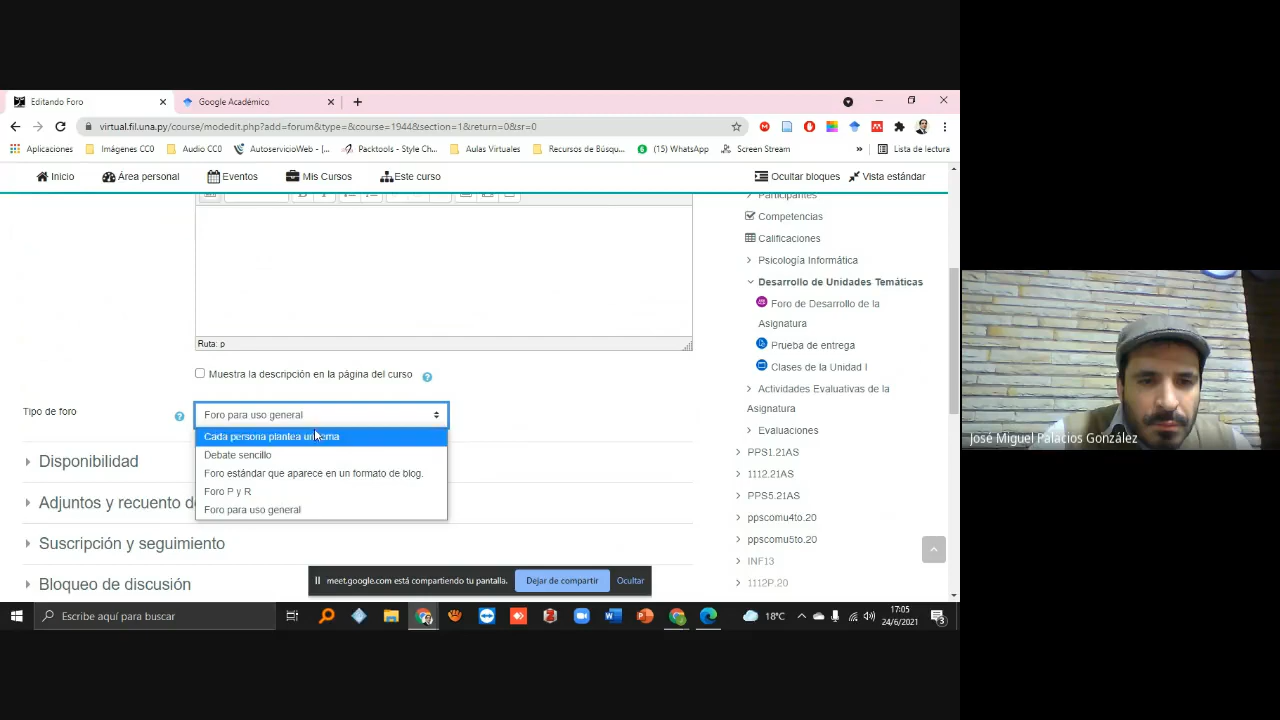 Editando Foro
Google Académico
virtual.fil.una.py/course/modedit.php?add=forum&type=&course=1944&section=1&return=0&sr=0
Aplicaciones
Imágenes CC0
Audio CC0
AutoservicioWeb - [...
Packtools - Style Ch...
Aulas Virtuales
Recursos de Búsqu...
(15) WhatsApp
Screen Stream
»
Lista de lectura
Inicio
Área personal
Eventos
Mis Cursos
Este curso
Ocultar bloques
Vista estándar
Participantes
Competencias
Calificaciones
Psicología Informática
Desarrollo de Unidades Temáticas
Foro de Desarrollo de la
Asignatura
Prueba de entrega
Clases de la Unidad I
Actividades Evaluativas de la
Asignatura
Evaluaciones
PPS1.21AS
1112.21AS
PPS5.21AS
ppscomu4to.20
ppscomu5to.20
INF13
1112P.20
Ruta: p
Muestra la descripción en la página del curso
Tipo de foro
Foro para uso general
Cada persona plantea un tema
Debate sencillo
Foro estándar que aparece en un formato de blog.
Foro P y R
Foro para uso general
Disponibilidad
Adjuntos y recuento d
Suscripción y seguimiento
Bloqueo de discusión
meet.google.com está compartiendo tu pantalla.
Dejar de compartir
Ocultar
José Miguel Palacios González
Escribe aquí para buscar
18°C
17:05
24/6/2021
3